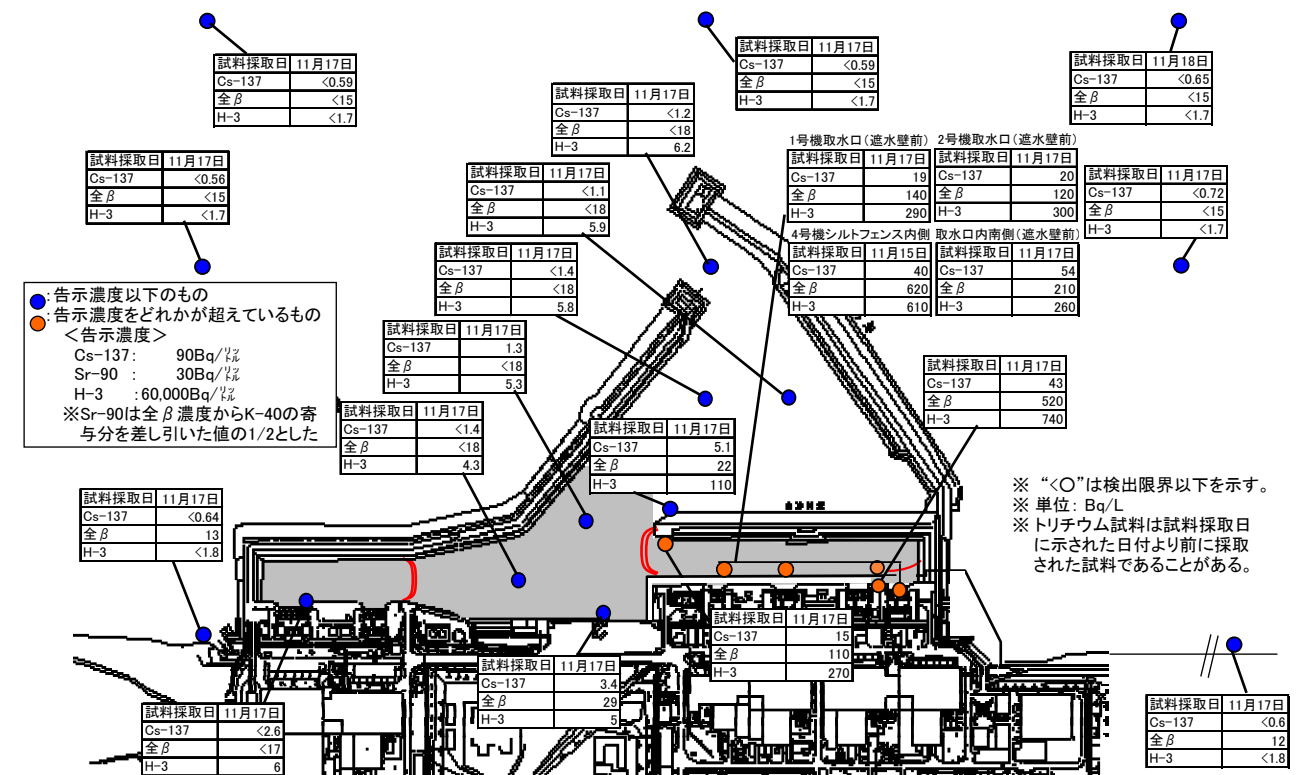 試料採取日 11月17日
Cs-137 <0.59
全β <15
H-3 <1.7
試料採取日 11月17日
Cs-137 <0.59
全β <15
H-3 <1.7
試料採取日 11月18日
Cs-137 <0.65
全β <15
H-3 <1.7
試料採取日 11月17日
Cs-137 <1.2
全β <18
H-3 6.2
試料採取日 11月17日
Cs-137 <0.56
全β <15
H-3 <1.7
試料採取日 11月17日
Cs-137 <1.1
全β <18
H-3 5.9
1号機取水口(遮水壁前)
試料採取日 11月17日
Cs-137 19
全β 140
H-3 290
2号機取水口(遮水壁前)
試料採取日 11月17日
Cs-137 20
全β 120
H-3 300
試料採取日 11月17日
Cs-137 <0.72
全β <15
H-3 <1.7
試料採取日 11月17日
Cs-137 <1.4
全β <18
H-3 5.8
4号機シルトフェンス内側
試料採取日 11月15日
Cs-137 40
全β 620
H-3 610
取水口内南側(遮水壁前)
試料採取日 11月17日
Cs-137 54
全β 210
H-3 260
:告示濃度以下のもの
:告示濃度をどれかが超えているもの
<告示濃度>
Cs-137: 90Bq/㍑
Sr-90 : 30Bq/㍑
H-3 :60,000Bq/㍑
※Sr-90は全β濃度からK-40の寄
与分を差し引いた値の1/2とした
試料採取日 11月17日
Cs-137 1.3
全β <18
H-3 5.3
試料採取日 11月17日
Cs-137 43
全β 520
H-3 740
試料採取日 11月17日
Cs-137 <1.4
全β <18
H-3 4.3
試料採取日 11月17日
Cs-137 5.1
全β 22
H-3 110
※ “<○”は検出限界以下を示す。
※ 単位: Bq/L
※ トリチウム試料は試料採取日
に示された日付より前に採取
された試料であることがある。
試料採取日 11月17日
Cs-137 <0.64
全β 13
H-3 <1.8
試料採取日 11月17日
Cs-137 15
全β 110
H-3 270
試料採取日 11月17日
Cs-137 3.4
全β 29
H-3 5
試料採取日 11月17日
Cs-137 <2.6
全β <17
H-3 6
試料採取日 11月17日
Cs-137 <0.6
全β 12
H-3 <1.8